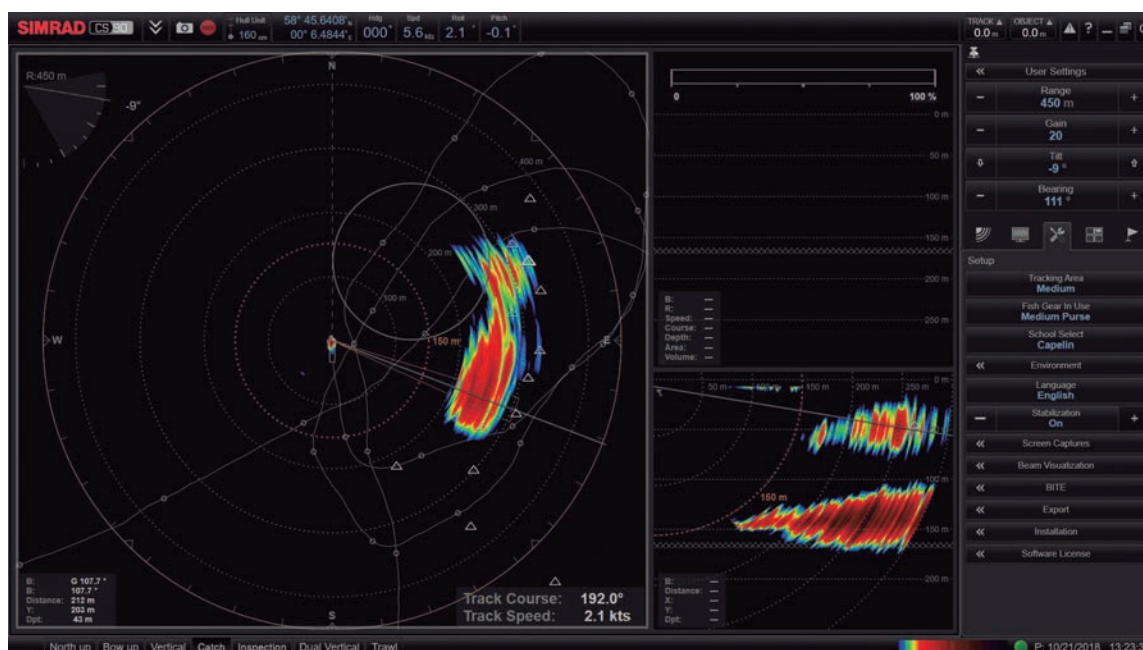 SIMRAD CS90
Hull Unit
160 cm
58° 45.6408' N
00° 6.4844' E
Hdg
000°
Spd
5.6 kts
Roll
2.1 °
Pitch
-0.1 °
TRACK
0.0 m
OBJECT
0.0 m
?
R:450 m
-9°
N
400 m
300 m
200 m
100 m
150 m
W
E
S
B: G 107.7 °
B: 107.7 °
Distance: 212 m
Y: 203 m
Dpt: 43 m
Track Course: 192.0°
Track Speed: 2.1 kts
0
100 %
0 m
50 m
100 m
150 m
200 m
250 m
B: —
R: —
Speed: —
Course: —
Depth: —
Area: —
Volume: —
50 m
100 m
150 m
200 m
250 m
0 m
50 m
100 m
150 m
150 m
200 m
B: —
Distance: —
X: —
Y: —
Dpt: —
User Settings
Range
450 m
Gain
20
Tilt
-9 °
Bearing
111 °
Setup
Tracking Area
Medium
Fish Gear In Use
Medium Purse
School Select
Capelin
Environment
Language
English
Stabilization
On
Screen Captures
Beam Visualization
BITE
Export
Installation
Software License
North up Bow up Vertical Catch Inspection Dual Vertical Trawl
P: 10/21/2018